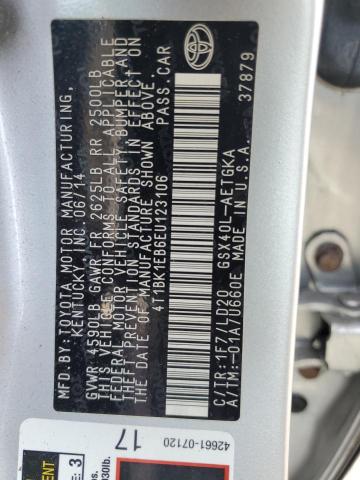 MFD.BY: TOYOTA MOTOR MANUFACTURING,
KENTUCKY, INC. 06/14
GVWR 4590LB GAWR FR 2625LB RR 2500LB
THIS VEHICLE CONFORMS TO ALL APPLICABLE
FEDERAL MOTOR VEHICLE SAFETY, BUMPER, AND
THEFT PREVENTION STANDARDS IN EFFECT ON
THE DATE OF MANUFACTURE SHOWN ABOVE.
4T1BK1EB6EU123106 PASS.CAR
C/TR:1F7/LD20 GSX40L-AETGKA
A/TM:-01A/U660E MADE IN U.S.A.
37879
42661-07120
17
3